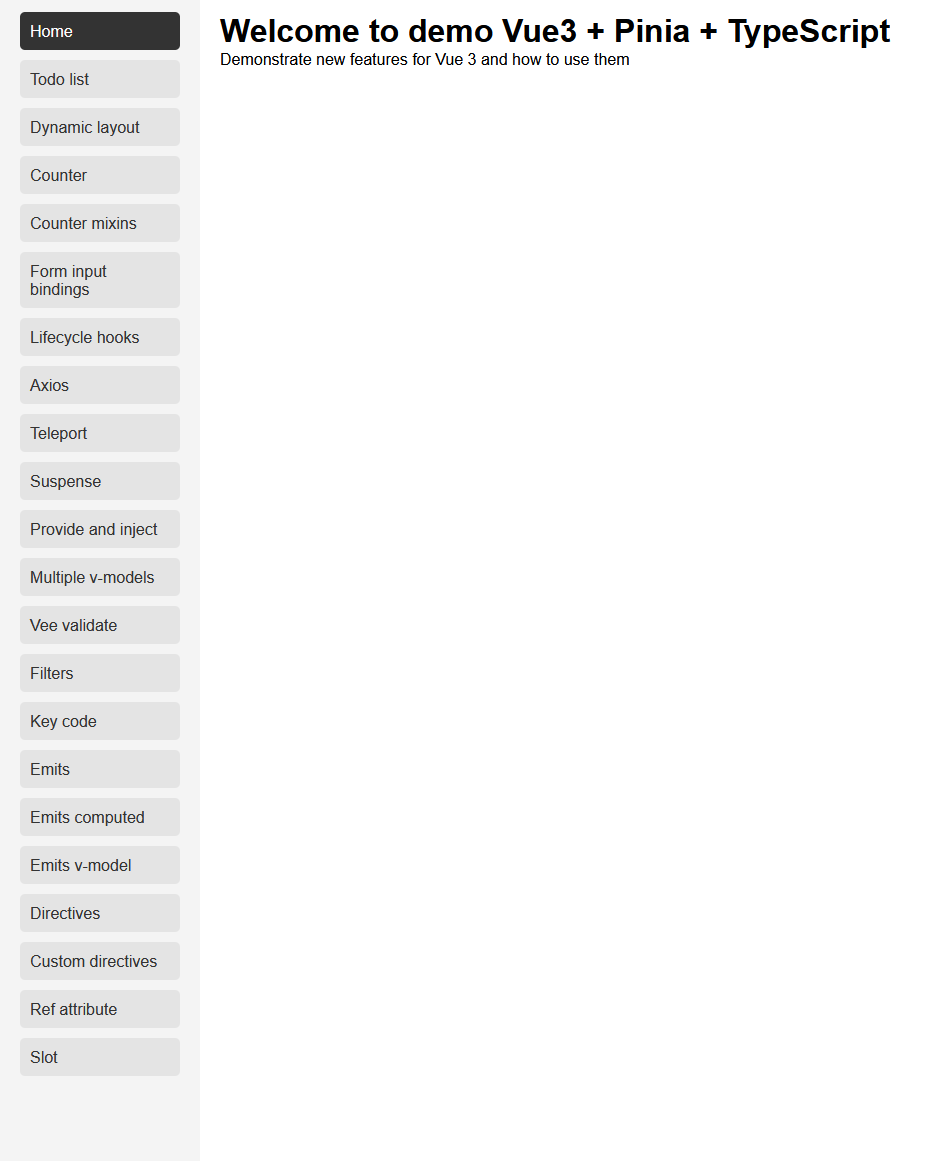 Home
Todo list
Dynamic layout
Counter
Counter mixins
Form input
bindings
Lifecycle hooks
Axios
Teleport
Suspense
Provide and inject
Multiple v-models
Vee validate
Filters
Key code
Emits
Emits computed
Emits v-model
Directives
Custom directives
Ref attribute
Slot
Welcome to demo Vue3 + Pinia + TypeScript
Demonstrate new features for Vue 3 and how to use them